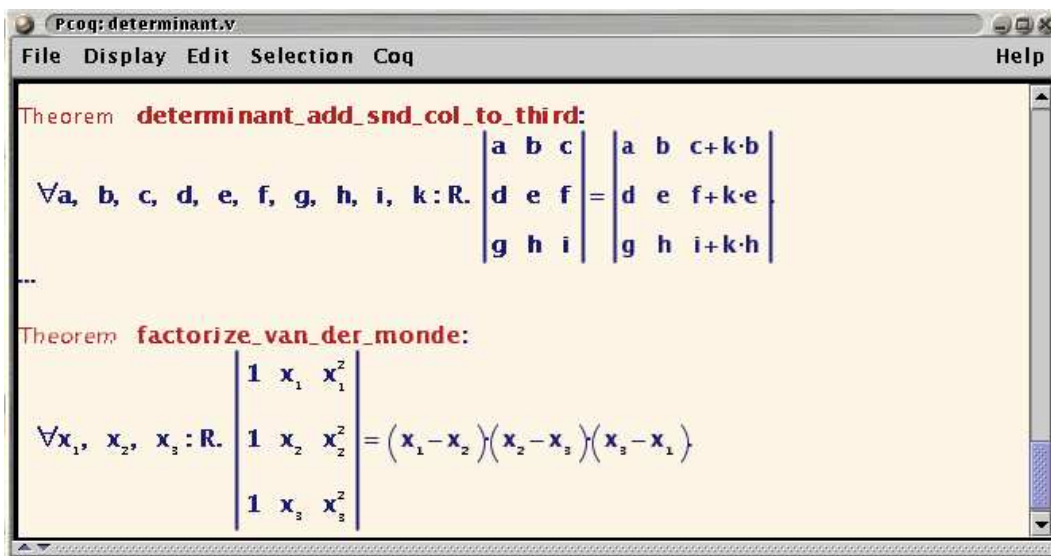 Pcoq: determinant.v
File Display Edit Selection Coq Help
Theorem determinant_add_snd_col_to_third:
∀a, b, c, d, e, f, g, h, i, k:R. |a b c| = |a b c+k·b|
|d e f| |d e f+k·e|
|g h i| |g h i+k·h|.
...
Theorem factorize_van_der_monde:
∀x₁, x₂, x₃:R. |1 x₁ x₁²|
|1 x₂ x₂²| = (x₁−x₂)·(x₂−x₃)·(x₃−x₁).
|1 x₃ x₃²|